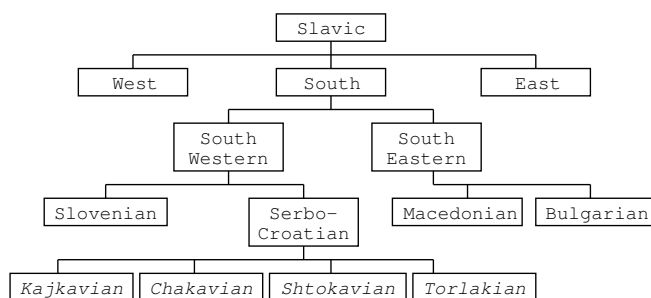 Slavic
West
South
East
South
Western
South
Eastern
Slovenian
Serbo-
Croatian
Macedonian
Bulgarian
Kajkavian
Chakavian
Shtokavian
Torlakian